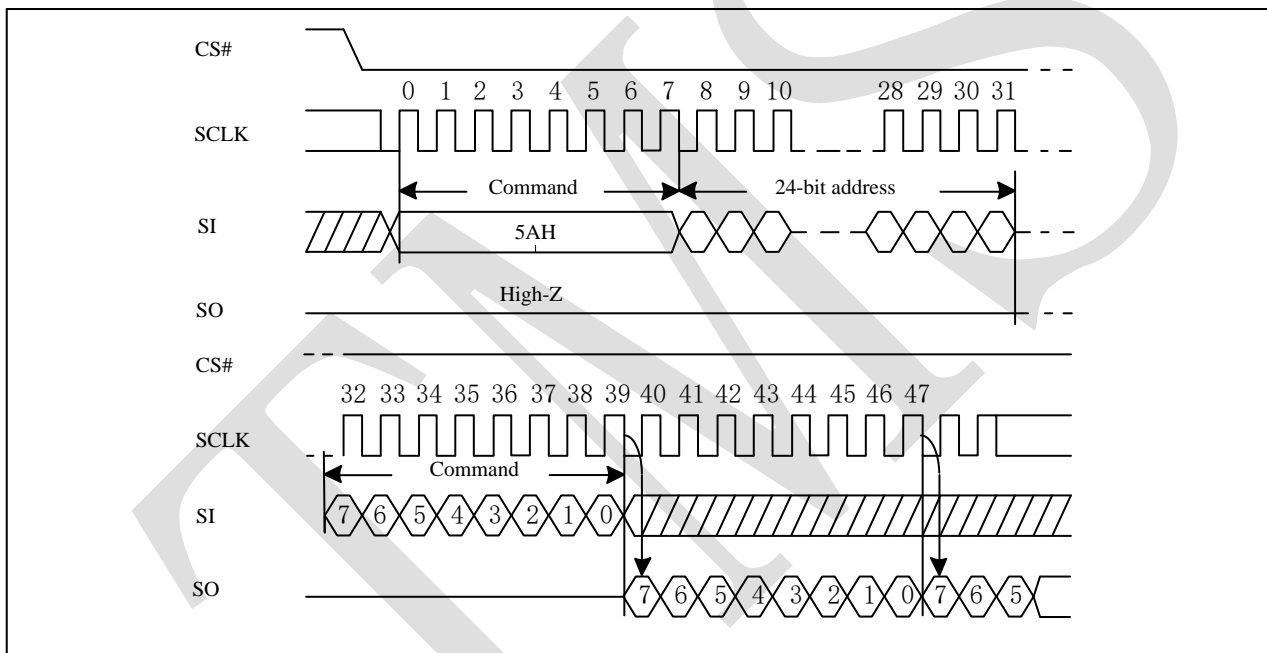 CS#
0 1 2 3 4 5 6 7 8 9 10 28 29 30 31
SCLK
Command 24-bit address
SI 5AH
High-Z
SO
CS#
32 33 34 35 36 37 38 39 40 41 42 43 44 45 46 47
SCLK
Command
SI 7 6 5 4 3 2 1 0
SO 7 6 5 4 3 2 1 0 7 6 5
TMS